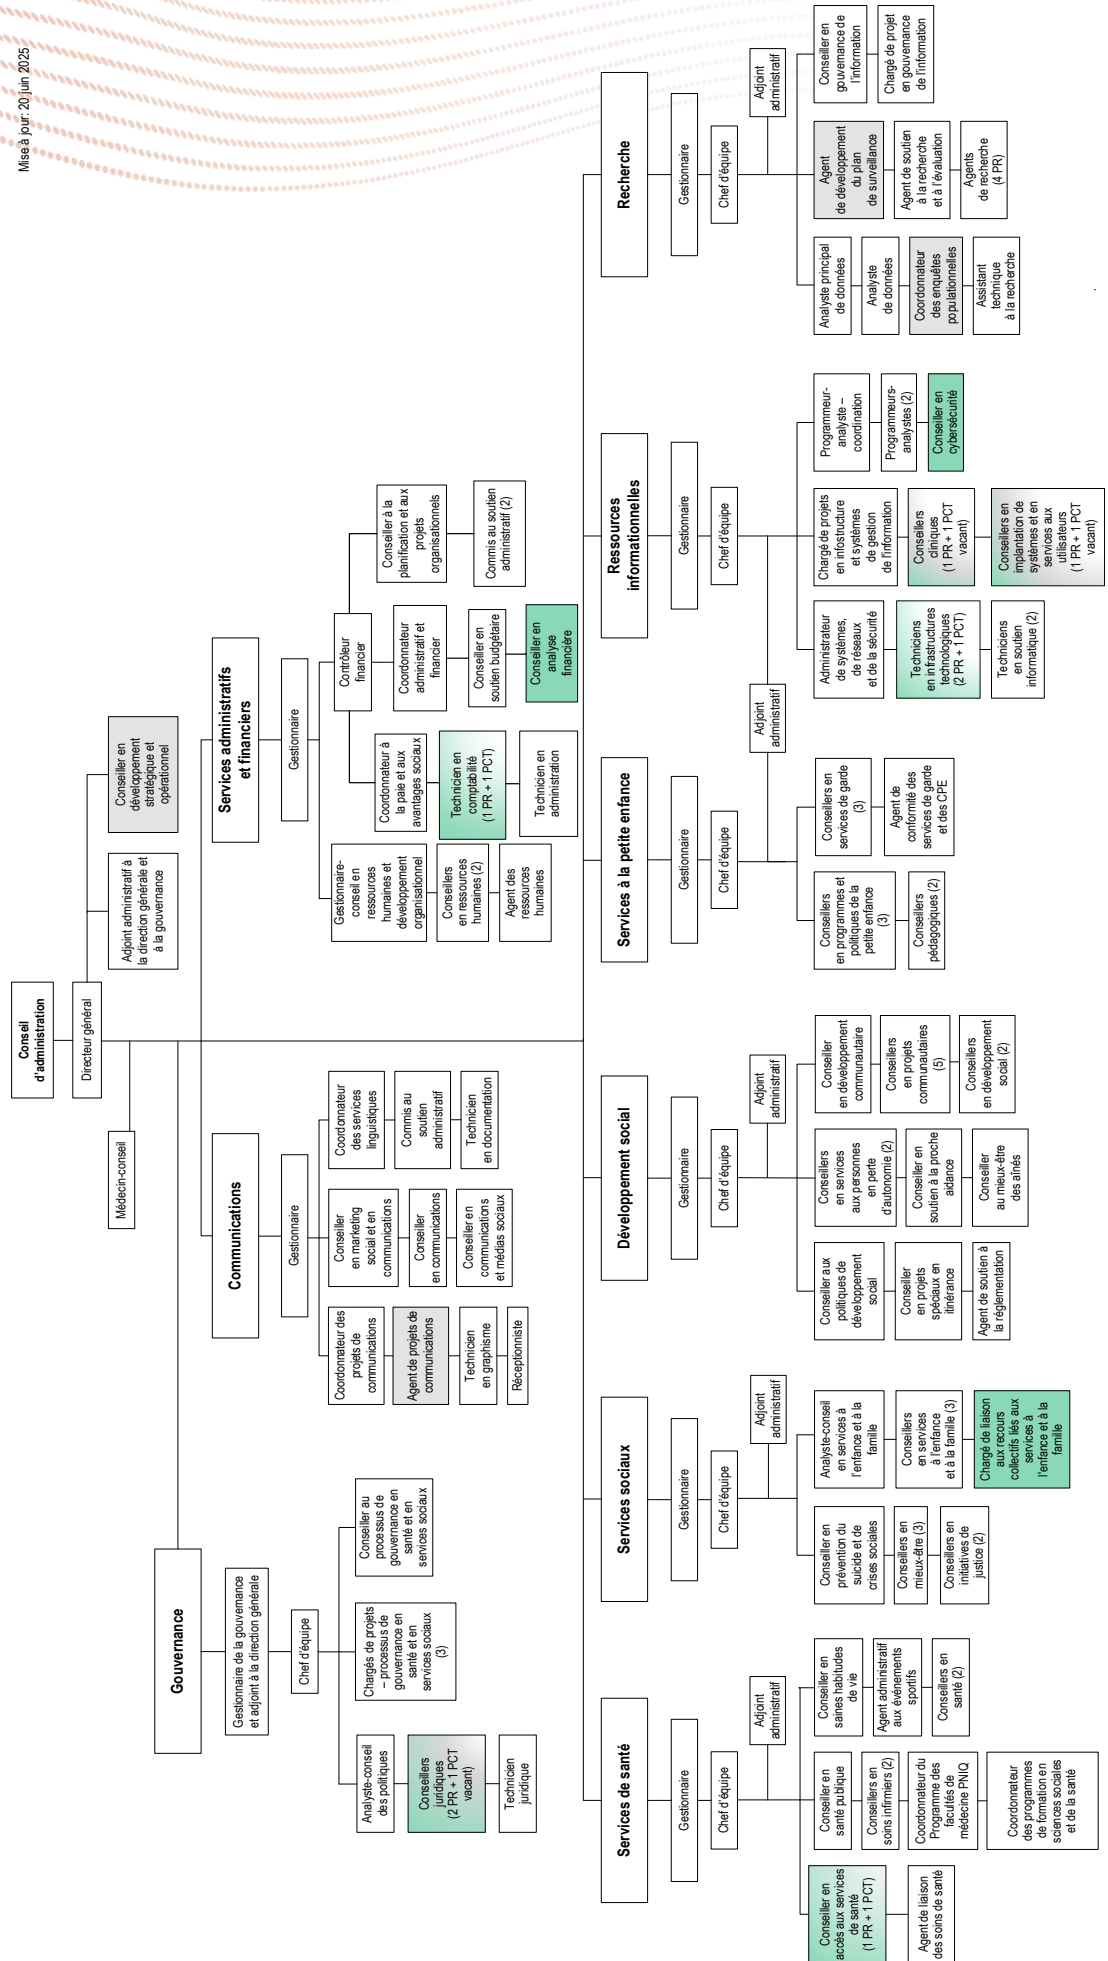 Mise à jour: 20 juin 2025
Conseil
d'administration
Directeur général
Médecin-conseil
Adjoint administratif à
la direction générale et
à la gouvernance
Conseiller en
développement
stratégique et
opérationnel
Gouvernance
Gestionnaire de la gouvernance
et adjoint à la direction générale
Chef d'équipe
Analyste-conseil
des politiques
Conseillers
juridiques
(2 PR + 1 PCT
vacant)
Technicien
juridique
Chargés de projets
– processus de
gouvernance en
santé et en
services sociaux
(3)
Conseiller au
processus de
gouvernance en
santé et en
services sociaux
Communications
Gestionnaire
Coordonnateur des
projets de
communications
Agent de projets de
communications
Technicien
en graphisme
Réceptionniste
Conseiller
en marketing
social et en
communications
Conseiller
en communications
Conseiller en
communications
et médias sociaux
Coordonnateur
des services
linguistiques
Commis au
soutien
administratif
Technicien
en documentation
Services administratifs
et financiers
Gestionnaire
Gestionnaire-
conseil en
ressources
humaines et
développement
organisationnel
Conseillers
en ressources
humaines (2)
Agent des
ressources
humaines
Contrôleur
financier
Coordonnateur à
la paie et aux
avantages sociaux
Technicien en
comptabilité
(1 PR + 1 PCT)
Technicien en
administration
Coordonnateur
administratif et
financier
Conseiller en
soutien budgétaire
Conseiller en
analyse
financière
Conseiller à la
planification et aux
projets
organisationnels
Commis au soutien
administratif (2)
Services de santé
Gestionnaire
Chef d'équipe
Adjoint
administratif
Conseiller en
accès aux services
de santé
(1 PR + 1 PCT)
Agent de liaison
des soins de santé
Conseiller en
santé publique
Conseillers en
soins infirmiers (2)
Coordonnateur du
Programme des
facultés de
médecine PNIQ
Coordonnateur
des programmes
de formation en
sciences sociales
et de la santé
Conseiller en
saines habitudes
de vie
Agent administratif
aux événements
sportifs
Conseillers en
santé (2)
Services sociaux
Gestionnaire
Chef d'équipe
Adjoint
administratif
Conseiller en
prévention du
suicide et de
crises sociales
Conseillers en
mieux-être (3)
Conseillers en
initiatives de
justice (2)
Analyste-conseil
en services à
l'enfance et à la
famille
Conseillers
en services
à l'enfance
et à la famille (3)
Chargé de liaison
aux recours
collectifs liés aux
services à
l'enfance et à la
famille
Développement social
Gestionnaire
Chef d'équipe
Adjoint
administratif
Conseiller aux
politiques de
développement
social
Conseiller
en projets
spéciaux en
itinérance
Agent de soutien à
la réglementation
Conseillers
en services
aux personnes
en perte
d'autonomie (2)
Conseiller en
soutien à la proche
aidance
Conseiller
au mieux-être
des aînés
Conseiller
en développement
communautaire
Conseillers
en projets
communautaires
(5)
Conseillers
en développement
social (2)
Services à la petite enfance
Gestionnaire
Chef d'équipe
Adjoint
administratif
Conseillers
en programmes et
politiques de la
petite enfance
(3)
Conseillers
pédagogiques (2)
Conseillers en
services de garde
(3)
Agent de
conformité des
services de garde
et des CPE
Ressources
informationnelles
Gestionnaire
Chef d'équipe
Administrateur
de systèmes,
de réseaux
et de la sécurité
Techniciens
en infrastructures
technologiques
(2 PR + 1 PCT)
Techniciens
en soutien
informatique (2)
Chargé de projets
en infostructure
et systèmes
de gestion
de l'information
Conseillers
cliniques
(1 PR + 1 PCT
vacant)
Conseillers en
implantation de
systèmes et en
services aux
utilisateurs
(1 PR + 1 PCT
vacant)
Programmeur-
analyste –
coordination
Programmeurs-
analystes (2)
Conseiller en
cybersécurité
Recherche
Gestionnaire
Chef d'équipe
Adjoint
administratif
Analyste principal
de données
Analyste
de données
Coordonnateur
des enquêtes
populationnelles
Assistant
technique
à la recherche
Agent
de développement
du plan
de surveillance
Agent de soutien
à la recherche
et à l'évaluation
Agents
de recherche
(4 PR)
Conseiller en
gouvernance de
l'information
Chargé de projet
en gouvernance
de l'information